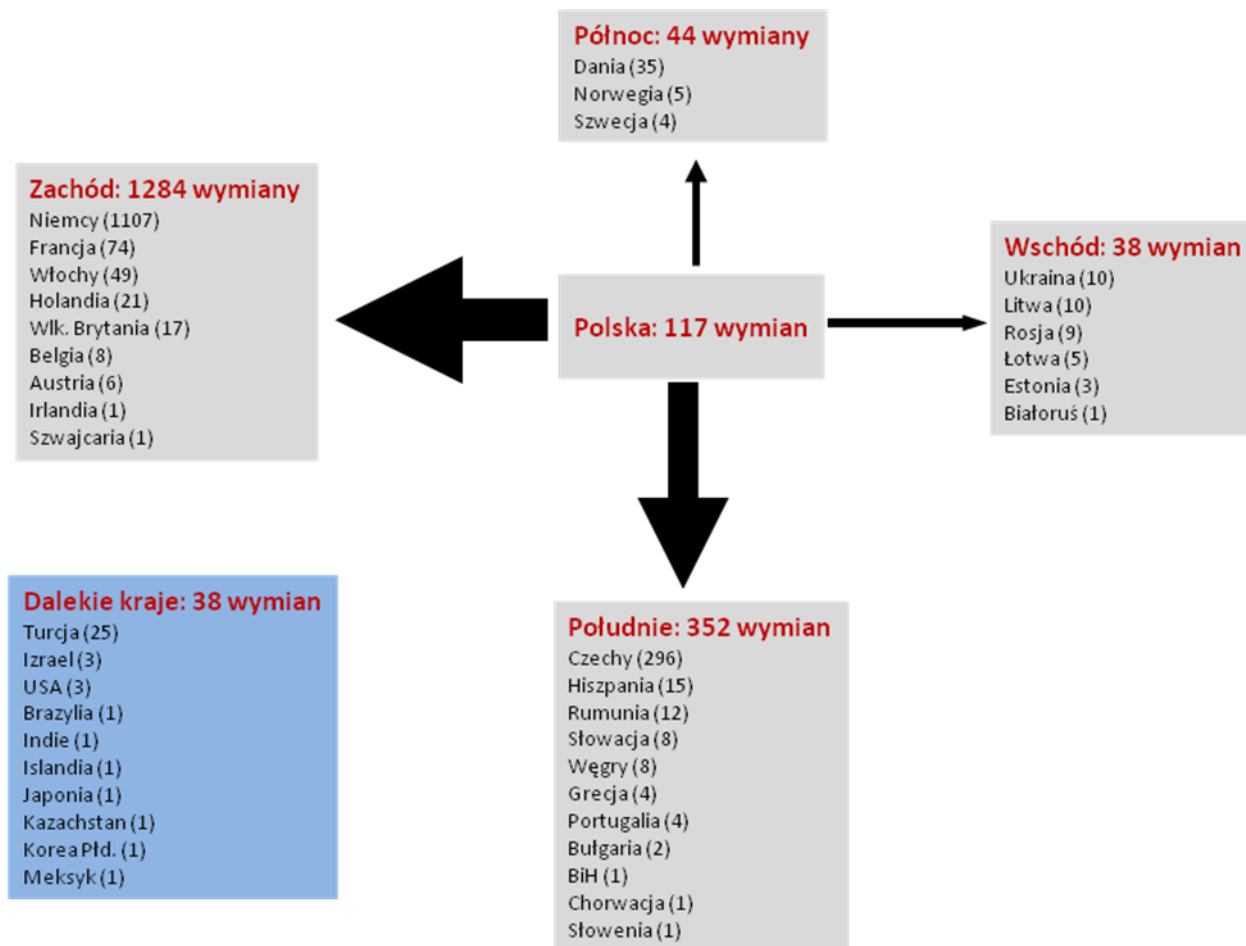 Północ: 44 wymiany
Dania (35)
Norwegia (5)
Szwecja (4)
Zachód: 1284 wymiany
Niemcy (1107)
Francja (74)
Włochy (49)
Holandia (21)
Wlk. Brytania (17)
Belgia (8)
Austria (6)
Irlandia (1)
Szwajcaria (1)
Polska: 117 wymian
Wschód: 38 wymian
Ukraina (10)
Litwa (10)
Rosja (9)
Łotwa (5)
Estonia (3)
Białoruś (1)
Dalekie kraje: 38 wymian
Turcja (25)
Izrael (3)
USA (3)
Brazylia (1)
Indie (1)
Islandia (1)
Japonia (1)
Kazachstan (1)
Korea Płd. (1)
Meksyk (1)
Południe: 352 wymian
Czechy (296)
Hiszpania (15)
Rumunia (12)
Słowacja (8)
Węgry (8)
Grecja (4)
Portugalia (4)
Bułgaria (2)
BiH (1)
Chorwacja (1)
Słowenia (1)